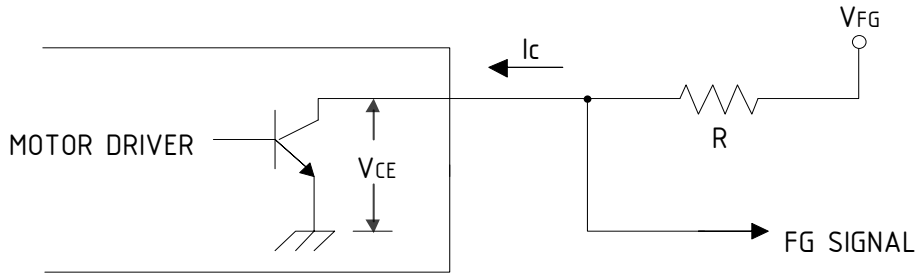 VFG
Ic
R
MOTOR DRIVER
VCE
FG SIGNAL